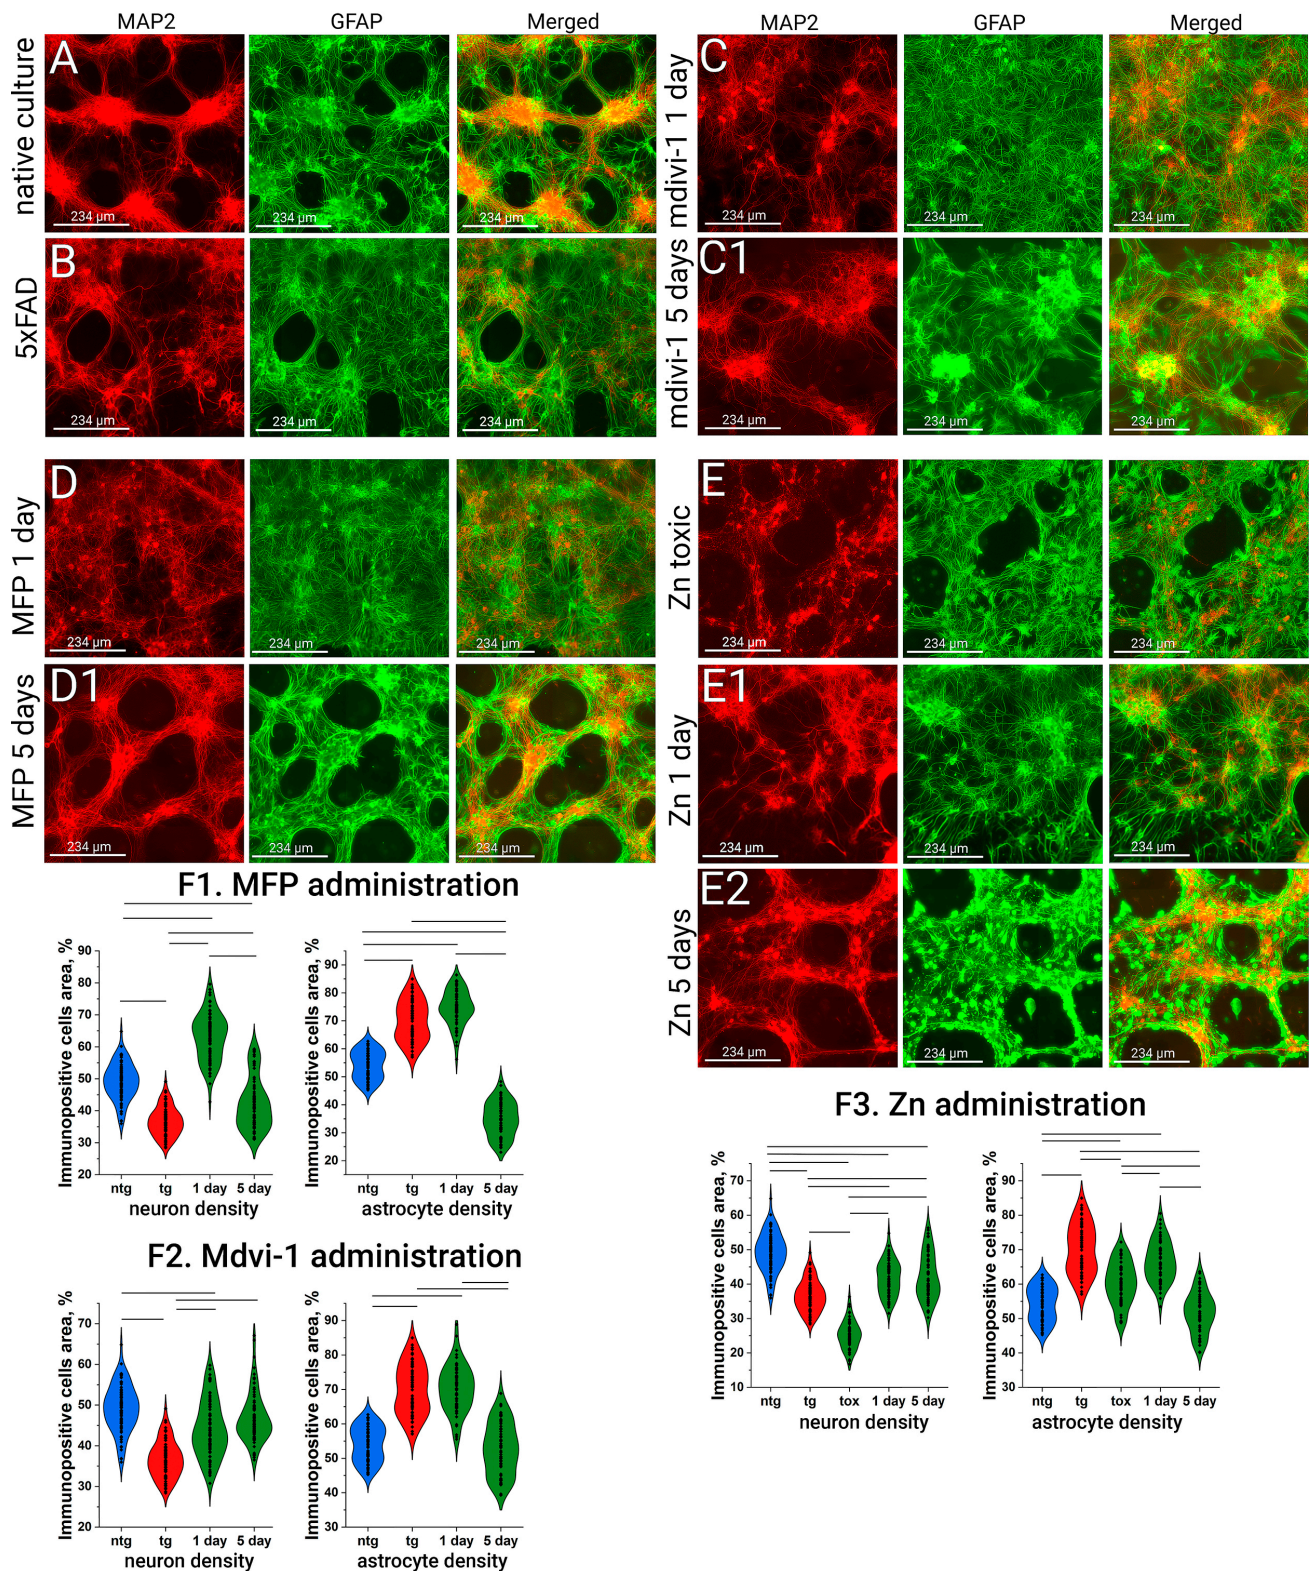 MAP2 GFAP Merged
MAP2 GFAP Merged
native culture
A
234 µm 234 µm 234 µm
5xFAD
B
234 µm 234 µm 234 µm
mdivi-1 1 day
C
234 µm 234 µm 234 µm
mdivi-1 5 days
C1
234 µm 234 µm 234 µm
MFP 1 day
D
234 µm 234 µm 234 µm
MFP 5 days
D1
234 µm 234 µm 234 µm
Zn toxic
E
234 µm 234 µm 234 µm
Zn 1 day
E1
234 µm 234 µm 234 µm
Zn 5 days
E2
234 µm 234 µm 234 µm
F1. MFP administration
Immunopositive cells area, %
90
80
70
60
50
40
30
20
ntg tg 1 day 5 day
neuron density
Immunopositive cells area, %
90
80
70
60
50
40
30
20
ntg tg 1 day 5 day
astrocyte density
F2. Mdvi-1 administration
Immunopositive cells area, %
70
60
50
40
30
20
ntg tg 1 day 5 day
neuron density
Immunopositive cells area, %
90
80
70
60
50
40
30
ntg tg 1 day 5 day
astrocyte density
F3. Zn administration
Immunopositive cells area, %
70
60
50
40
30
20
10
ntg tg tox 1 day 5 day
neuron density
Immunopositive cells area, %
90
80
70
60
50
40
30
ntg tg tox 1 day 5 day
astrocyte density